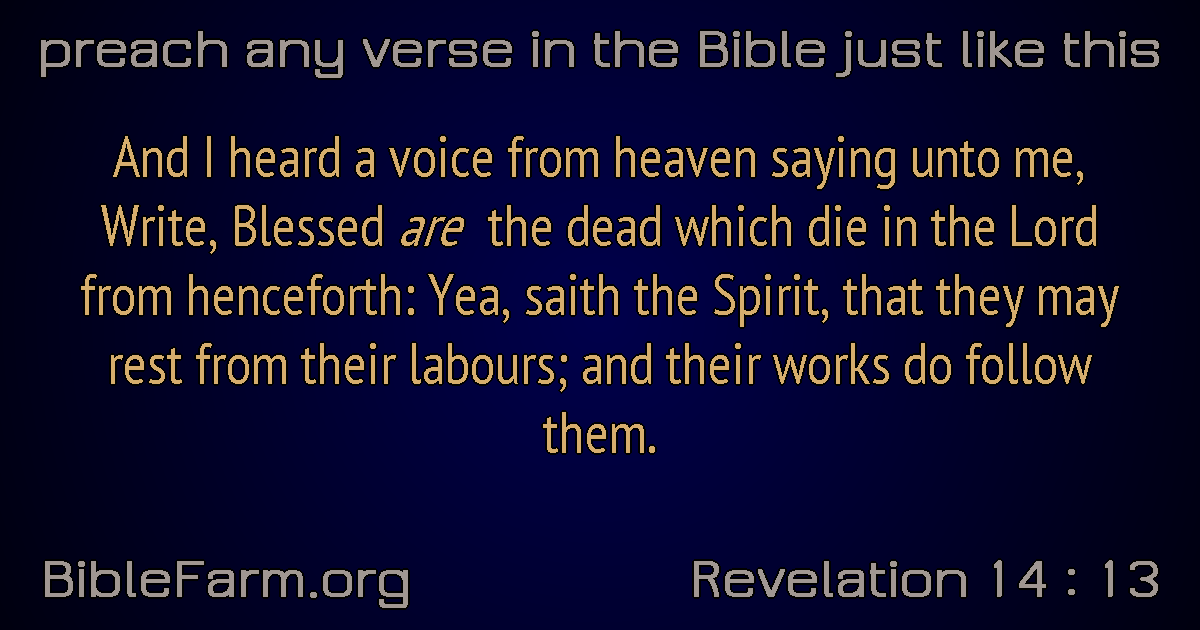 preach any verse in the Bible just like this
And I heard a voice from heaven saying unto me,
Write, Blessed are the dead which die in the Lord
from henceforth: Yea, saith the Spirit, that they may
rest from their labours; and their works do follow
them.
BibleFarm.org
Revelation 14 : 13